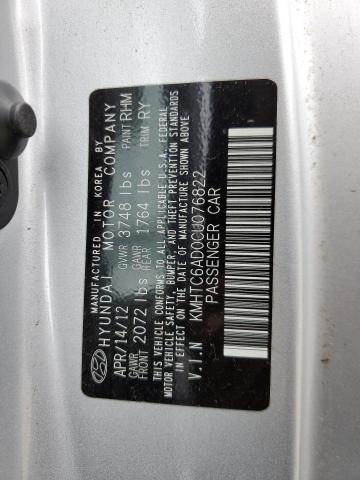 MANUFACTURED IN KOREA BY
HYUNDAI MOTOR COMPANY
APR/14/12 GVWR 3748 lbs PAINT RHM
GAWR FRONT 2072 lbs GAWR REAR 1764 lbs TRIM RY
THIS VEHICLE CONFORMS TO ALL APPLICABLE U.S.A. FEDERAL
MOTOR VEHICLE SAFETY, BUMPER, AND THEFT PREVENTION STANDARDS
IN EFFECT ON THE DATE OF MANUFACTURE SHOWN ABOVE
V.I.N KMHTC6AD0CU076822
PASSENGER CAR